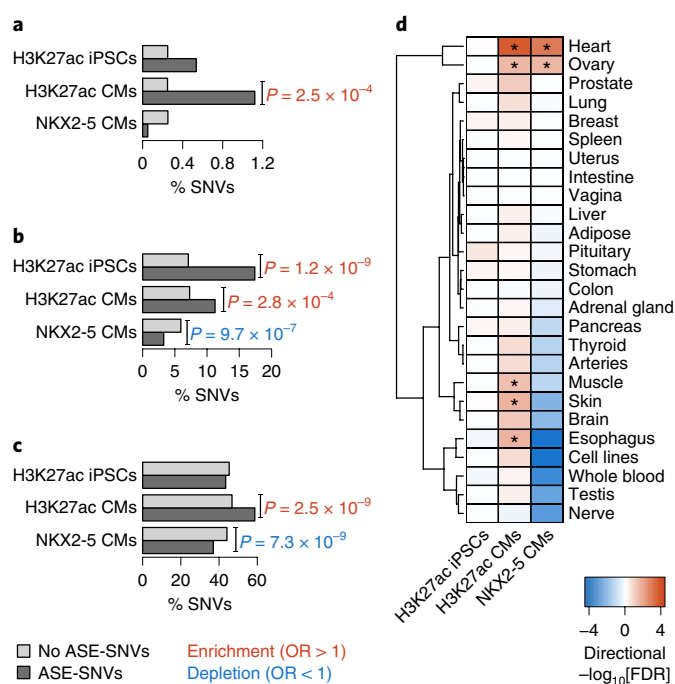 a
H3K27ac iPSCs
H3K27ac CMs
NKX2-5 CMs
P = 2.5 × 10⁻⁴
0 0.4 0.8 1.2
% SNVs
b
H3K27ac iPSCs
H3K27ac CMs
NKX2-5 CMs
P = 1.2 × 10⁻⁹
P = 2.8 × 10⁻⁴
P = 9.7 × 10⁻⁷
0 5 10 15 20
% SNVs
c
H3K27ac iPSCs
H3K27ac CMs
NKX2-5 CMs
P = 2.5 × 10⁻⁹
P = 7.3 × 10⁻⁹
0 20 40 60
% SNVs
No ASE-SNVs
ASE-SNVs
Enrichment (OR > 1)
Depletion (OR < 1)
d
* * Heart
* * Ovary
Prostate
Lung
Breast
Spleen
Uterus
Intestine
Vagina
Liver
Adipose
Pituitary
Stomach
Colon
Adrenal gland
Pancreas
Thyroid
Arteries
* Muscle
* Skin
Brain
* Esophagus
Cell lines
Whole blood
Testis
Nerve
H3K27ac iPSCs
H3K27ac CMs
NKX2-5 CMs
−4 0 4
Directional
−log₁₀[FDR]